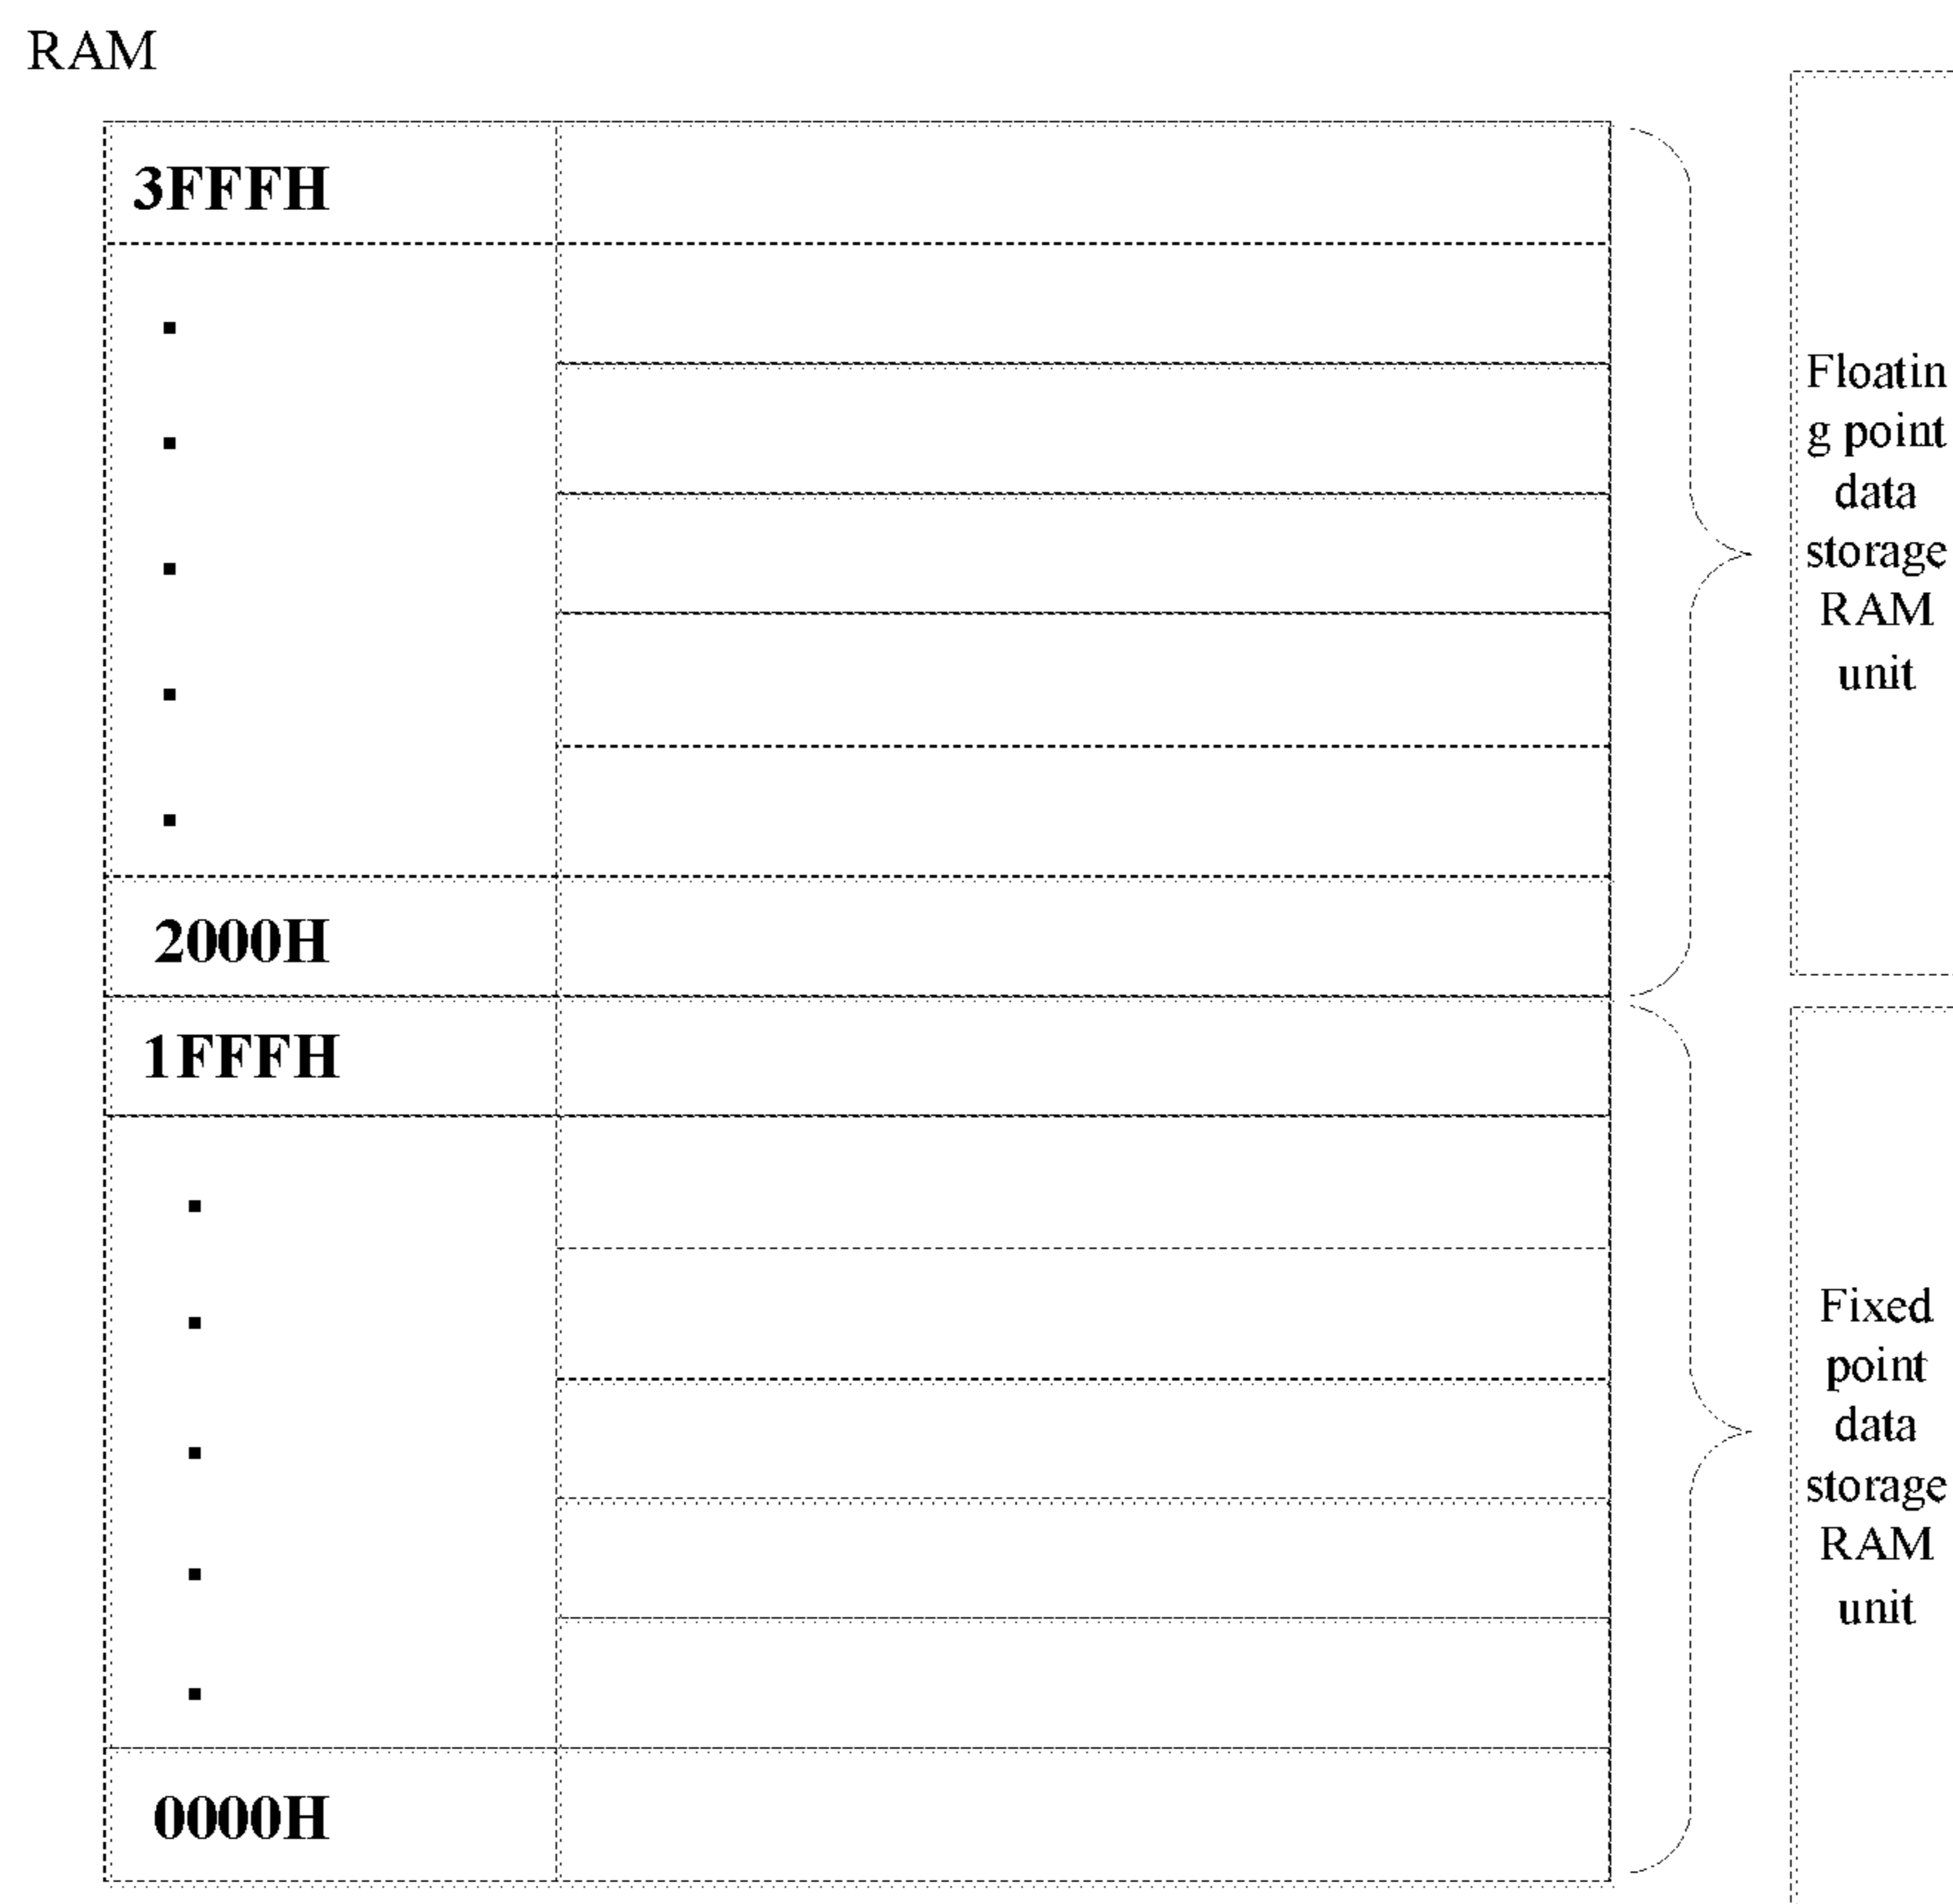 RAM
3FFFH
2000H
1FFFH
0000H
Floatin
g point
data
storage
RAM
unit
Fixed
point
data
storage
RAM
unit